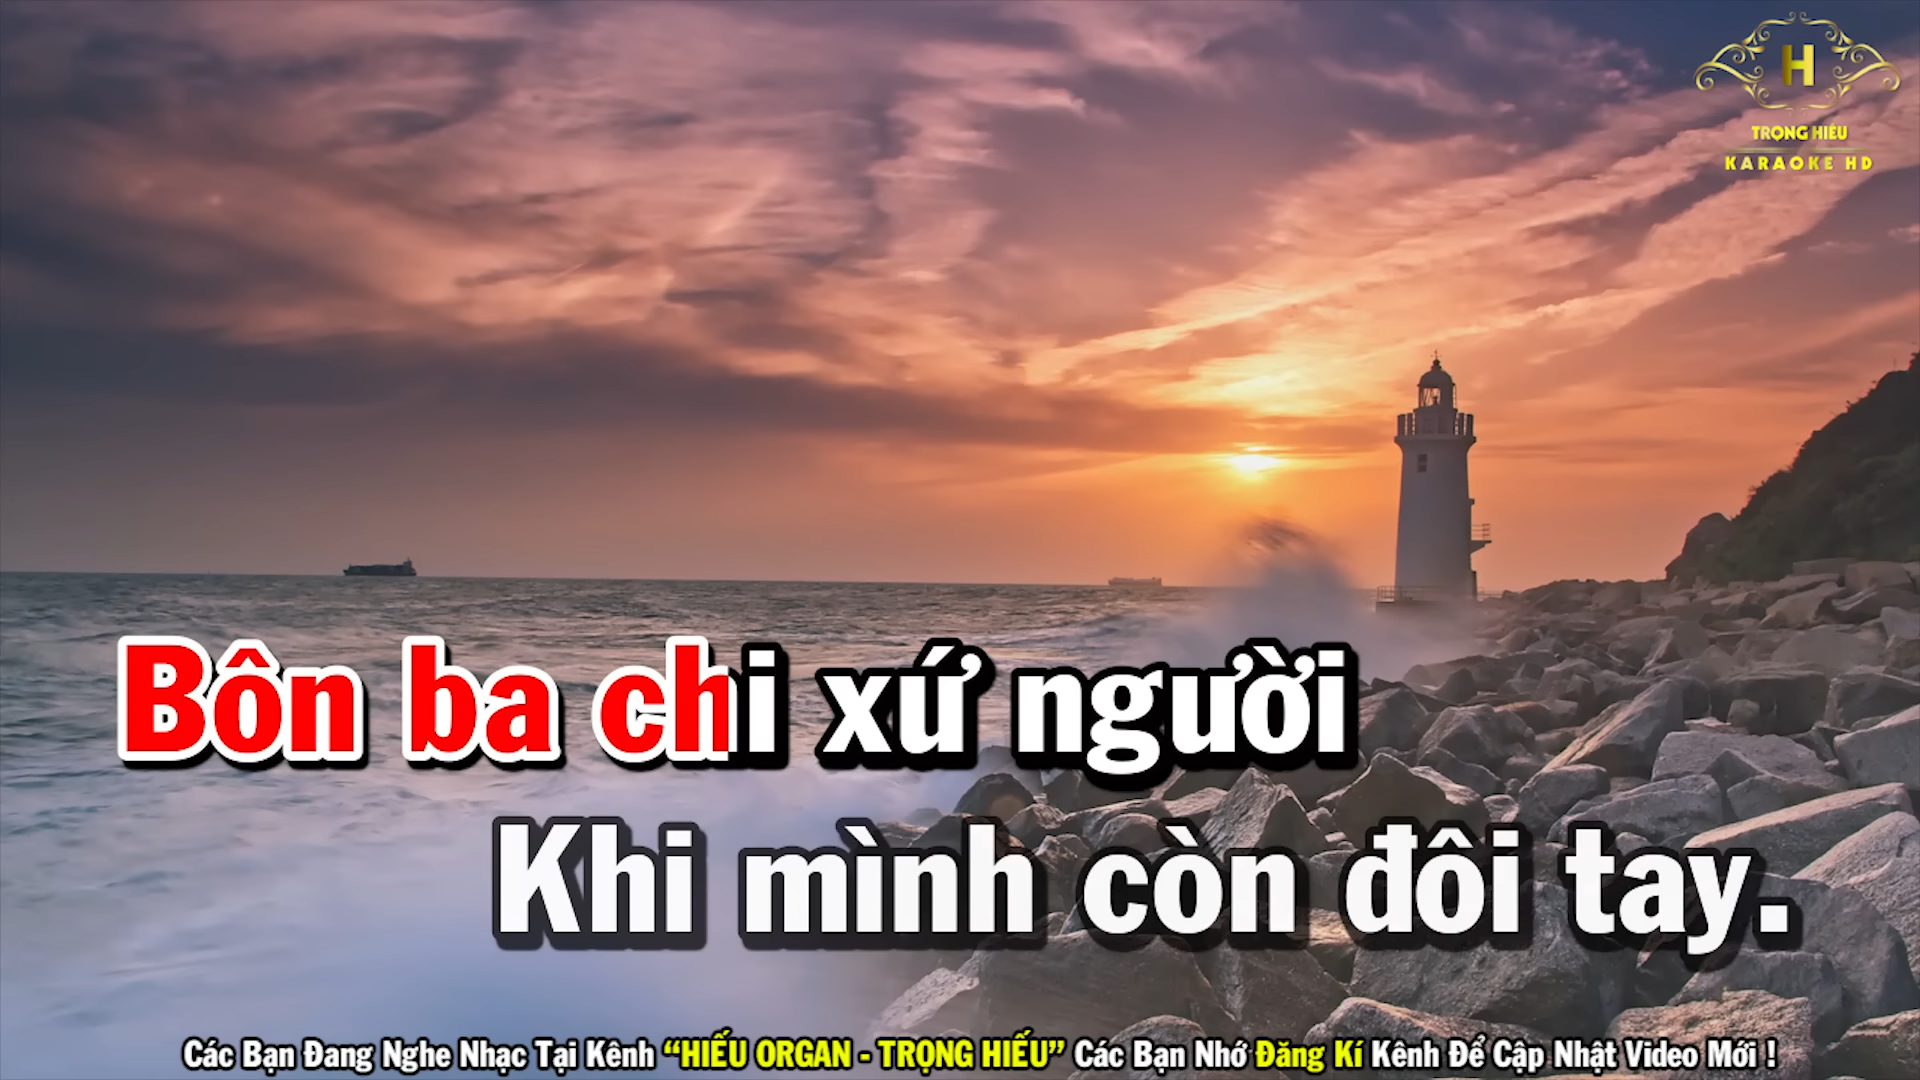 H
TRỌNG HIẾU
KARAOKE HD
Bôn ba chi xứ người
Khi mình còn đôi tay.
Các Bạn Đang Nghe Nhạc Tại Kênh “HIẾU ORGAN - TRỌNG HIẾU” Các Bạn Nhớ Đăng Kí Kênh Để Cập Nhật Video Mới !